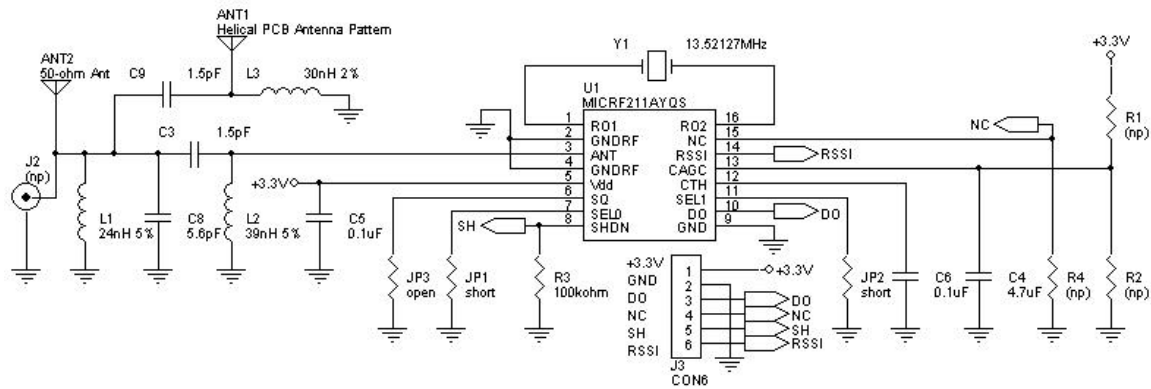 ANT1
Helical PCB Antenna Pattern
ANT2
50-ohm Ant
C9
1.5pF
L3
30nH 2%
Y1
13.52127MHz
+3.3V
U1
MICRF211AYQS
R1
(np)
C3
1.5pF
1 RO1
2 GNDRF
3 ANT
4 GNDRF
5 Vdd
6 SQ
7 SEL0
8 SHDN
RO2 16
NC 15
RSSI 14
CAGC 13
CTH 12
SEL1 11
DO 10
GND 9
NC
RSSI
DO
J2
(np)
+3.3V
L1
24nH 5%
C8
5.6pF
L2
39nH 5%
C5
0.1uF
SH
JP3
open
JP1
short
R3
100kohm
+3.3V
GND
DO
NC
SH
RSSI
1
2
3
4
5
6
+3.3V
DO
NC
SH
RSSI
J3
CON6
JP2
short
C6
0.1uF
C4
4.7uF
R4
(np)
R2
(np)